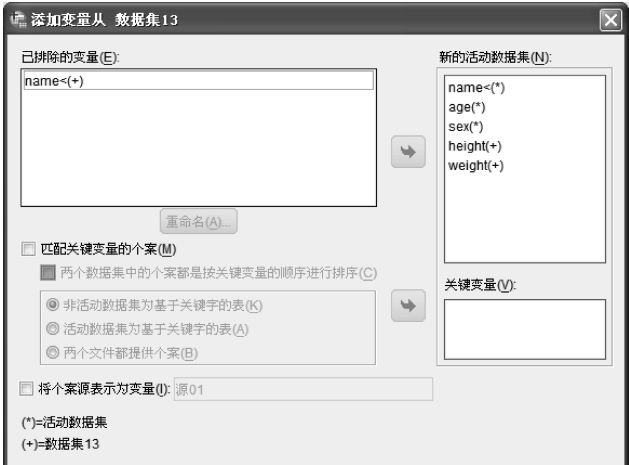 添加变量从 数据集13
已排除的变量(E):
name<(+)
重命名(A)...
新的活动数据集(N):
name<(*)
age(*)
sex(*)
height(+)
weight(+)
匹配关键变量的个案(M)
两个数据集中的个案都是按关键变量的顺序进行排序(C)
非活动数据集为基于关键字的表(K)
活动数据集为基于关键字的表(A)
两个文件都提供个案(B)
关键变量(V):
将个案源表示为变量(I): 源01
(*)=活动数据集
(+)=数据集13